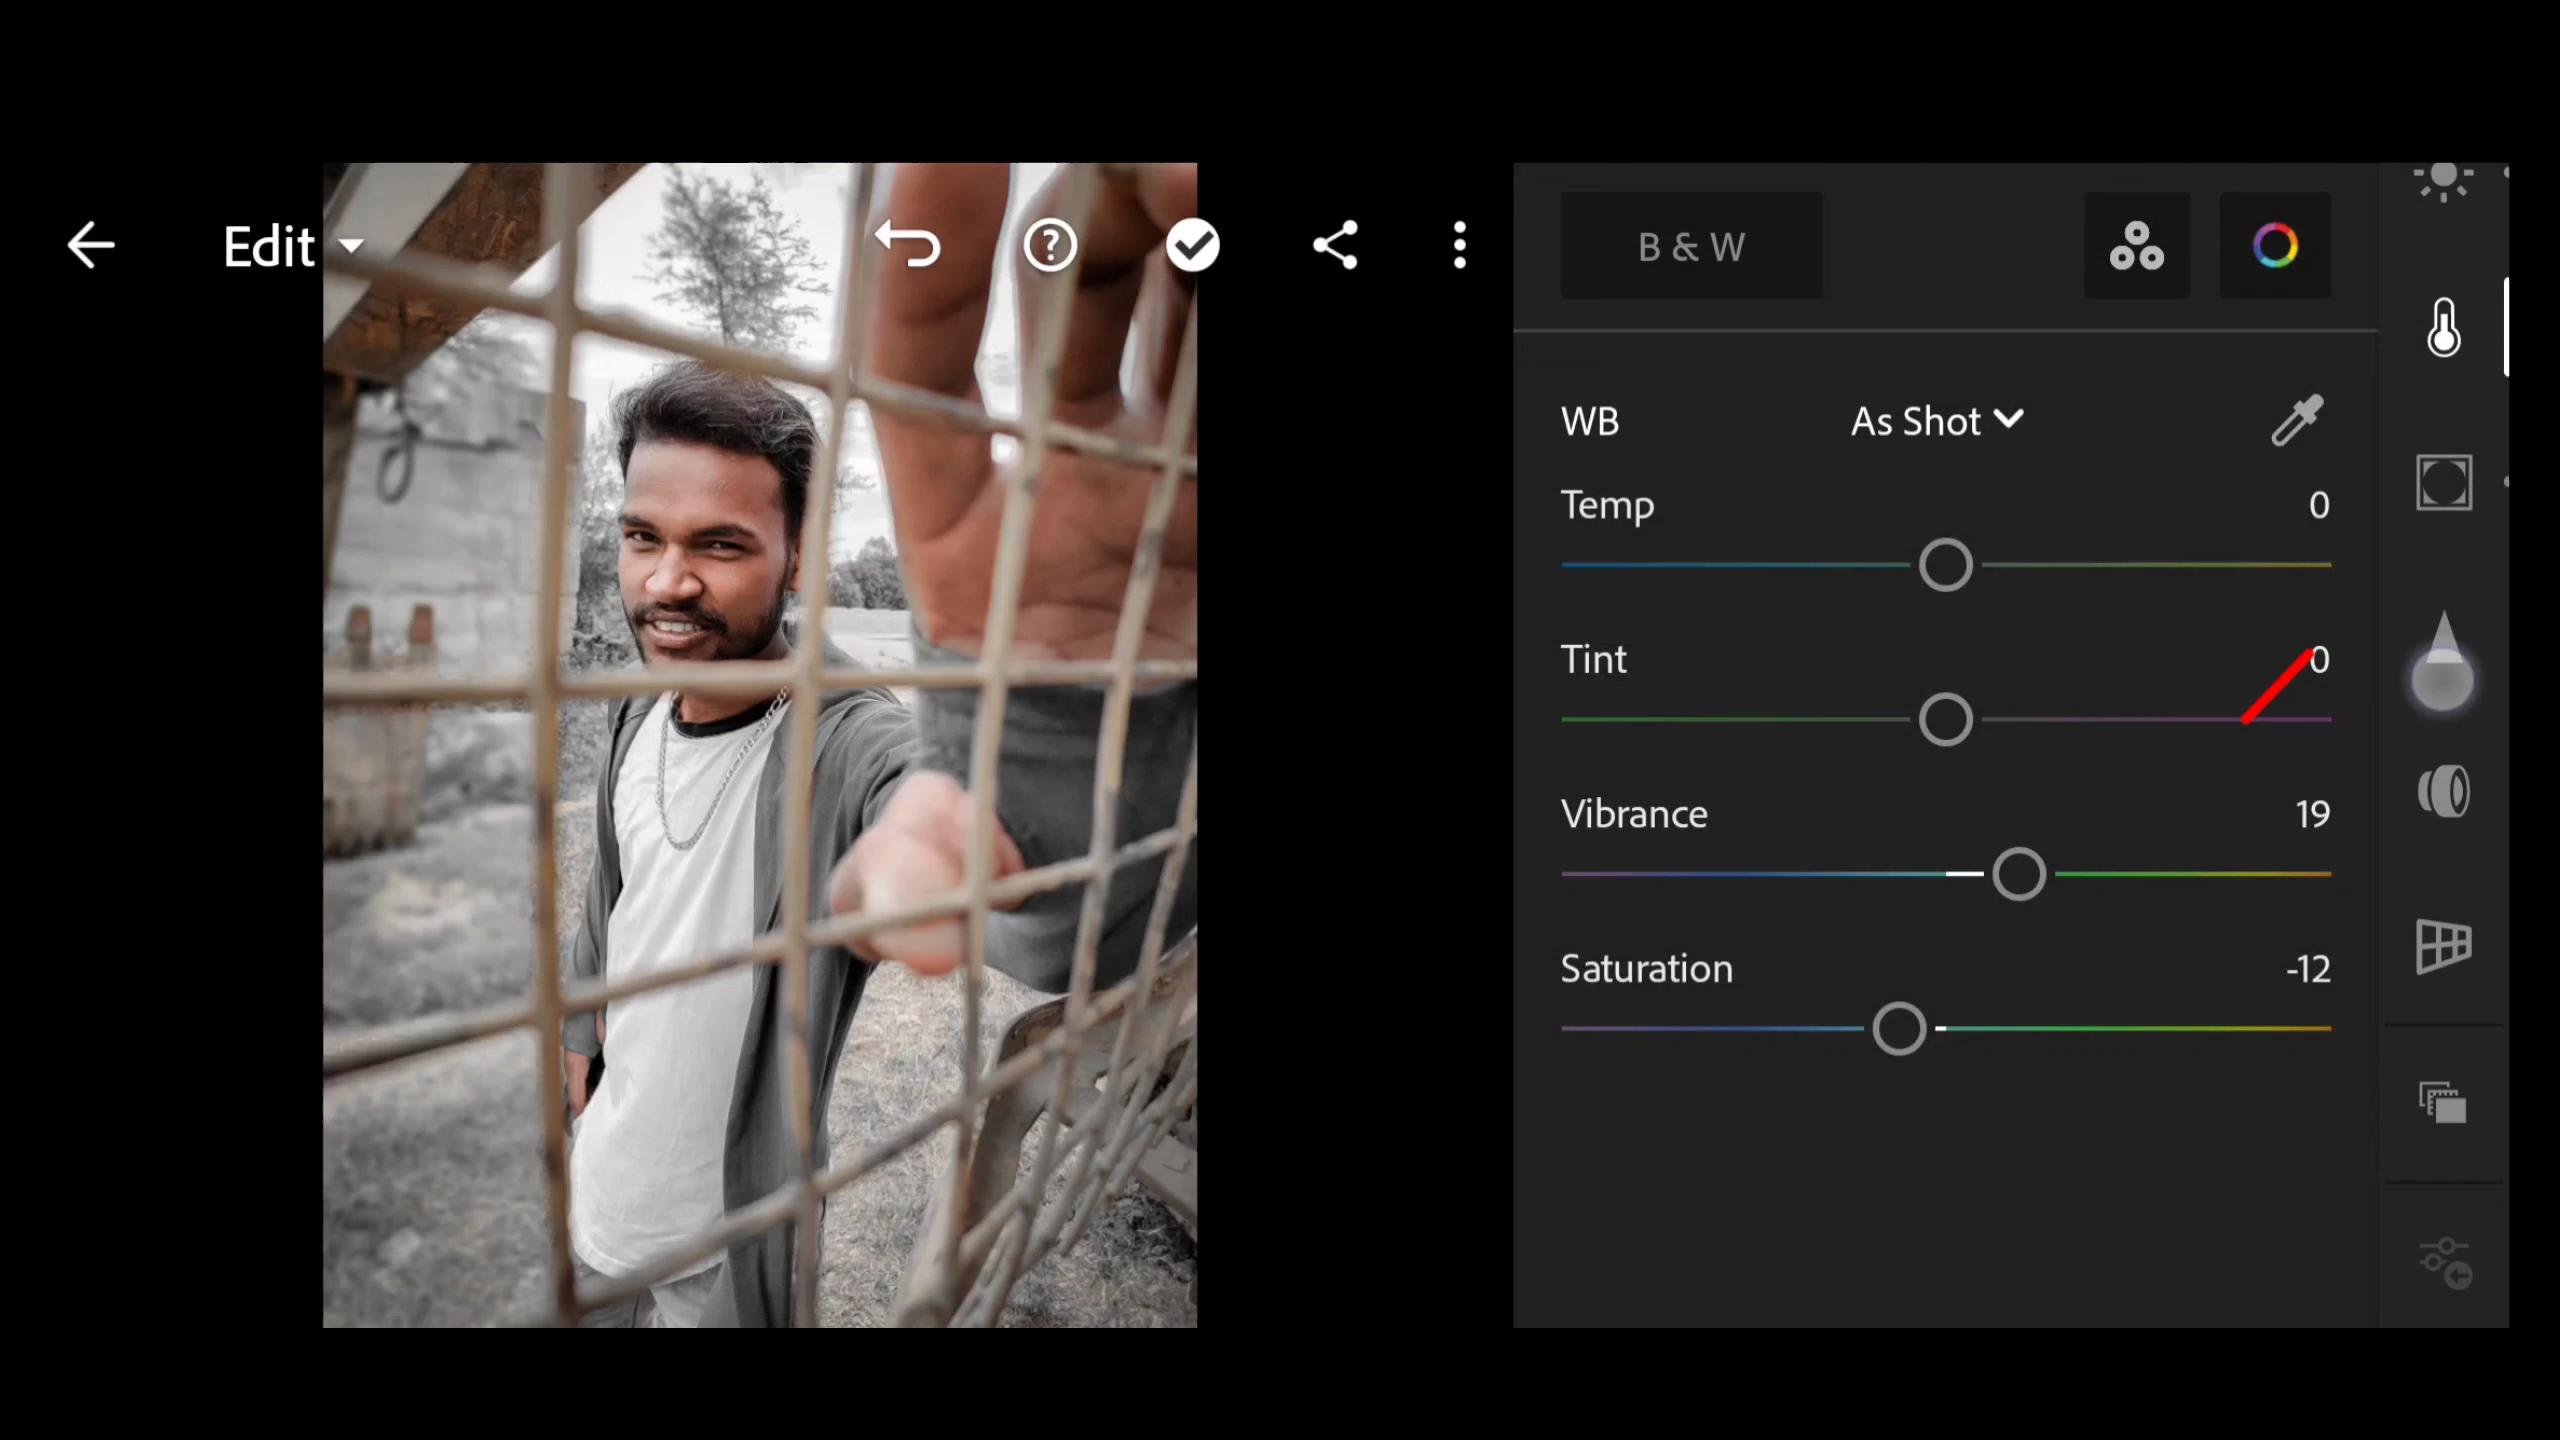 Edit
B & W
WB As Shot
Temp 0
Tint 0
Vibrance 19
Saturation -12